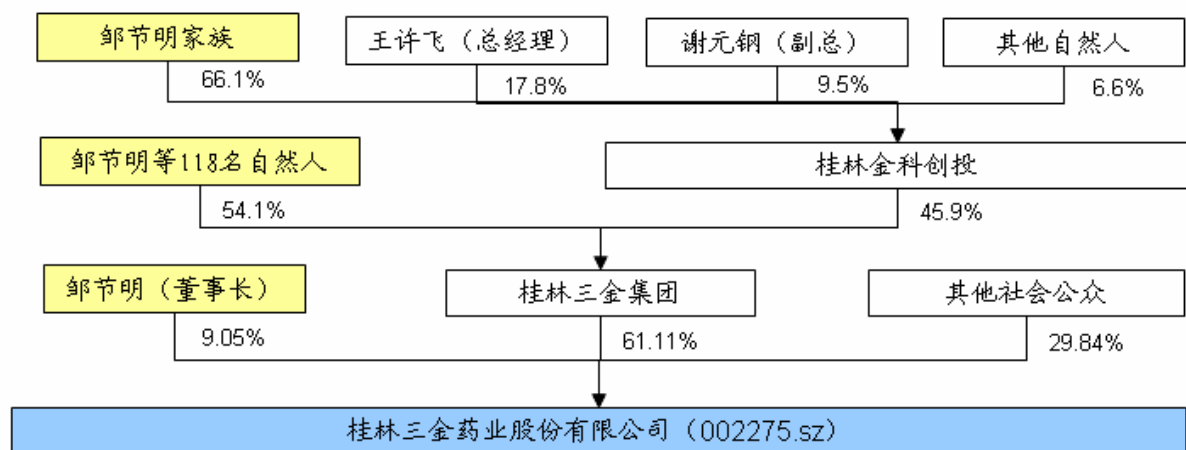 邹节明家族
王许飞（总经理）
谢元钢（副总）
其他自然人
66.1%
17.8%
9.5%
6.6%
邹节明等118名自然人
桂林金科创投
54.1%
45.9%
邹节明（董事长）
桂林三金集团
其他社会公众
9.05%
61.11%
29.84%
桂林三金药业股份有限公司（002275.sz）